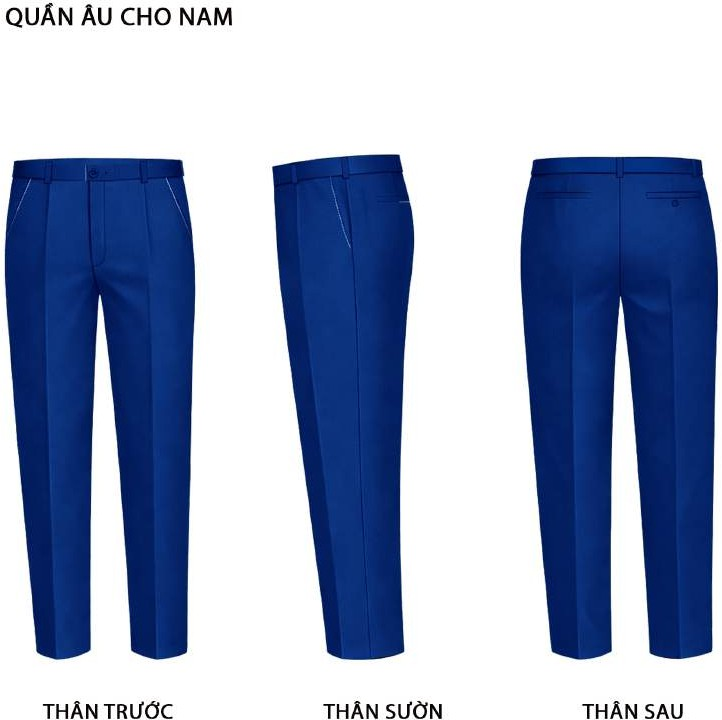 QUẦN ÂU CHO NAM
THÂN TRƯỚC
THÂN SƯỜN
THÂN SAU